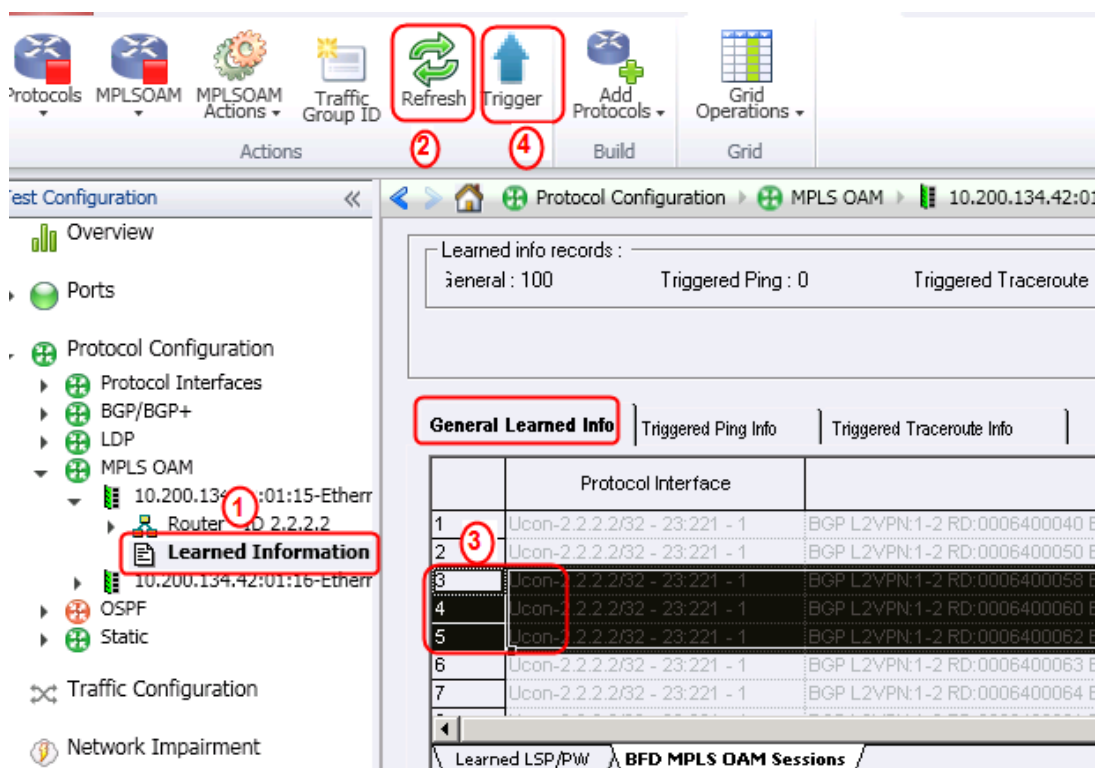 Protocols MPLSOAM MPLSOAM Actions Traffic Group ID Refresh Trigger Add Protocols Grid Operations
2 4
Actions Build Grid
Test Configuration
Protocol Configuration MPLS OAM 10.200.134.42:01
Overview
Ports
Protocol Configuration
Protocol Interfaces
BGP/BGP+
LDP
MPLS OAM
10.200.134 :01:15-Ethern
1
Router ID 2.2.2.2
Learned Information
10.200.134.42:01:16-Ethern
OSPF
Static
Traffic Configuration
Network Impairment
Learned info records :
General : 100 Triggered Ping : 0 Triggered Traceroute
General Learned Info Triggered Ping Info Triggered Traceroute Info
Protocol Interface
1 Ucon-2.2.2.2/32 - 23:221 - 1 BGP L2VPN:1-2 RD:0006400040 E
2 Ucon-2.2.2.2/32 - 23:221 - 1 BGP L2VPN:1-2 RD:0006400050 E
3
3 Ucon-2.2.2.2/32 - 23:221 - 1 BGP L2VPN:1-2 RD:0006400058 E
4 Ucon-2.2.2.2/32 - 23:221 - 1 BGP L2VPN:1-2 RD:0006400060 E
5 Ucon-2.2.2.2/32 - 23:221 - 1 BGP L2VPN:1-2 RD:0006400062 E
6 Ucon-2.2.2.2/32 - 23:221 - 1 BGP L2VPN:1-2 RD:0006400063 E
7 Ucon-2.2.2.2/32 - 23:221 - 1 BGP L2VPN:1-2 RD:0006400064 E
Learned LSP/PW BFD MPLS OAM Sessions